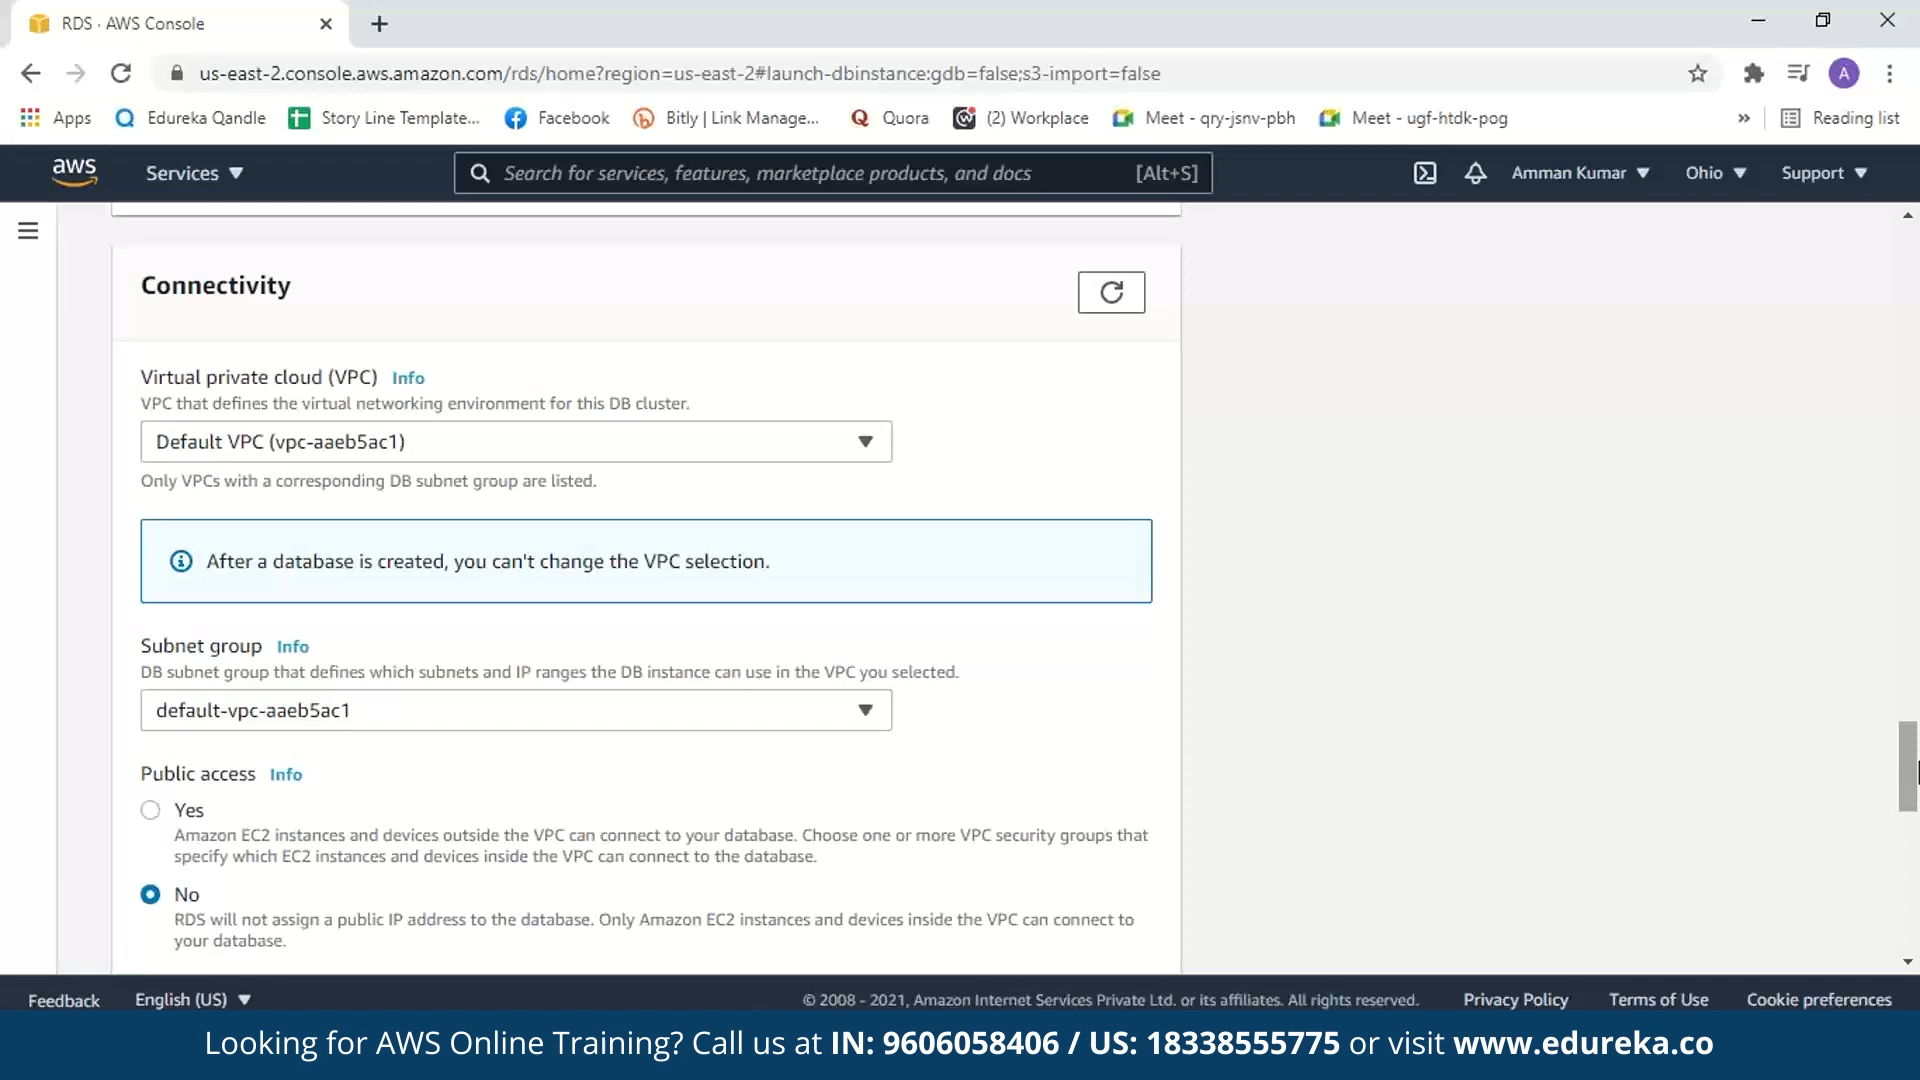 RDS · AWS Console
us-east-2.console.aws.amazon.com/rds/home?region=us-east-2#launch-dbinstance:gdb=false;s3-import=false
A
Apps Edureka Qandle Story Line Template... Facebook Bitly | Link Manage... Quora (2) Workplace Meet - qry-jsnv-pbh Meet - ugf-htdk-pog » Reading list
aws Services Search for services, features, marketplace products, and docs [Alt+S] Amman Kumar Ohio Support
Connectivity
Virtual private cloud (VPC) Info
VPC that defines the virtual networking environment for this DB cluster.
Default VPC (vpc-aaeb5ac1)
Only VPCs with a corresponding DB subnet group are listed.
After a database is created, you can't change the VPC selection.
Subnet group Info
DB subnet group that defines which subnets and IP ranges the DB instance can use in the VPC you selected.
default-vpc-aaeb5ac1
Public access Info
Yes
Amazon EC2 instances and devices outside the VPC can connect to your database. Choose one or more VPC security groups that
specify which EC2 instances and devices inside the VPC can connect to the database.
No
RDS will not assign a public IP address to the database. Only Amazon EC2 instances and devices inside the VPC can connect to
your database.
Feedback English (US) © 2008 - 2021, Amazon Internet Services Private Ltd. or its affiliates. All rights reserved. Privacy Policy Terms of Use Cookie preferences
Looking for AWS Online Training? Call us at IN: 9606058406 / US: 18338555775 or visit www.edureka.co